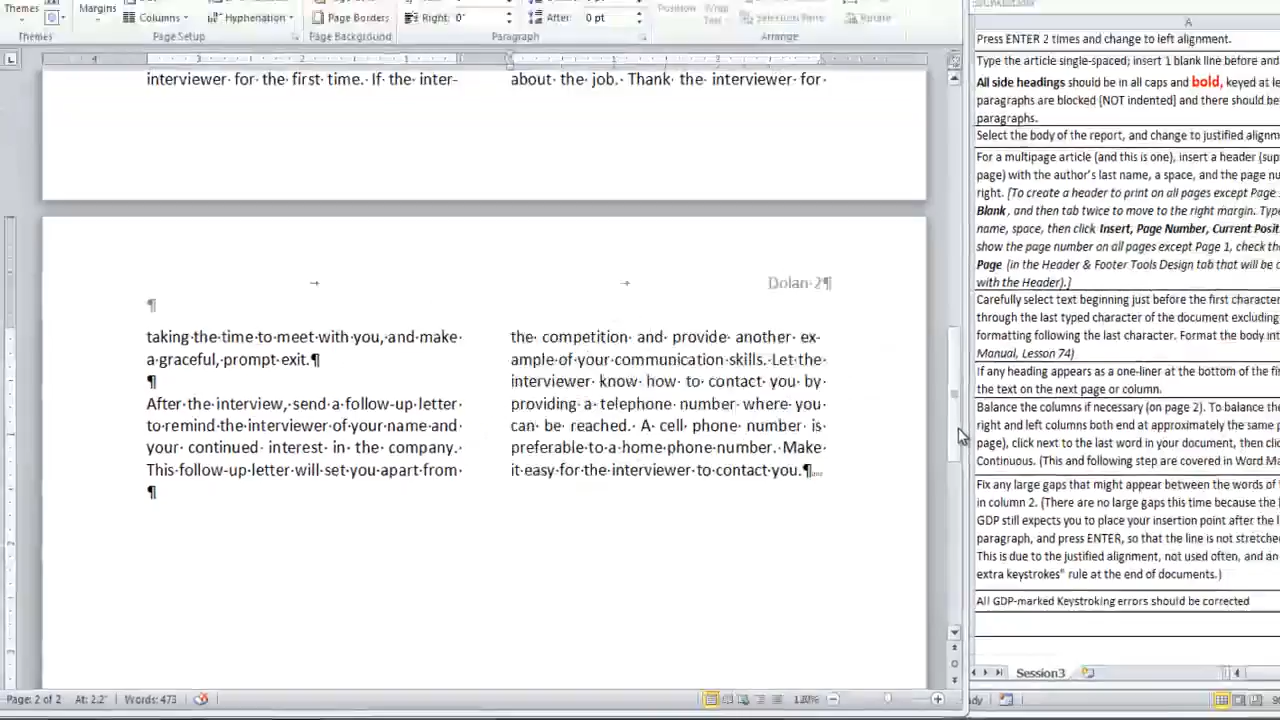 Themes
Margins
Columns
Hyphenation
Page Borders
Right: 0"
After: 0 pt
Position
Wrap
Text
Selection Pane
Rotate
Themes
Page Setup
Page Background
Paragraph
Arrange
interviewer for the first time. If the inter-
about the job. Thank the interviewer for
Dolan 2¶
¶
taking the time to meet with you, and make
a graceful, prompt exit.¶
¶
After the interview, send a follow-up letter
to remind the interviewer of your name and
your continued interest in the company.
This follow-up letter will set you apart from
¶
the competition and provide another ex-
ample of your communication skills. Let the
interviewer know how to contact you by
providing a telephone number where you
can be reached. A cell phone number is
preferable to a home phone number. Make
it easy for the interviewer to contact you.¶
Page: 2 of 2
At: 2.2"
Words: 473
120%
A
Press ENTER 2 times and change to left alignment.
Type the article single-spaced; insert 1 blank line before and
All side headings should be in all caps and bold, keyed at le
paragraphs are blocked [NOT indented] and there should be
paragraphs.
Select the body of the report, and change to justified alignm
For a multipage article (and this is one), insert a header (sup
page) with the author's last name, a space, and the page nu
right. [To create a header to print on all pages except Page
Blank, and then tab twice to move to the right margin. Type
name, space, then click Insert, Page Number, Current Posit
show the page number on all pages except Page 1, check the
Page [in the Header & Footer Tools Design tab that will be
with the Header).]
Carefully select text beginning just before the first character
through the last typed character of the document excluding
formatting following the last character. Format the body int
Manual, Lesson 74)
If any heading appears as a one-liner at the bottom of the fir
the text on the next page or column.
Balance the columns if necessary (on page 2). To balance the
right and left columns both end at approximately the same p
page), click next to the last word in your document, then clic
Continuous. (This and following step are covered in Word Ma
Fix any large gaps that might appear between the words of t
in column 2. (There are no large gaps this time because the
GDP still expects you to place your insertion point after the l
paragraph, and press ENTER, so that the line is not stretched
This is due to the justified alignment, not used often, and an
extra keystrokes" rule at the end of documents.)
All GDP-marked Keystroking errors should be corrected
Session3